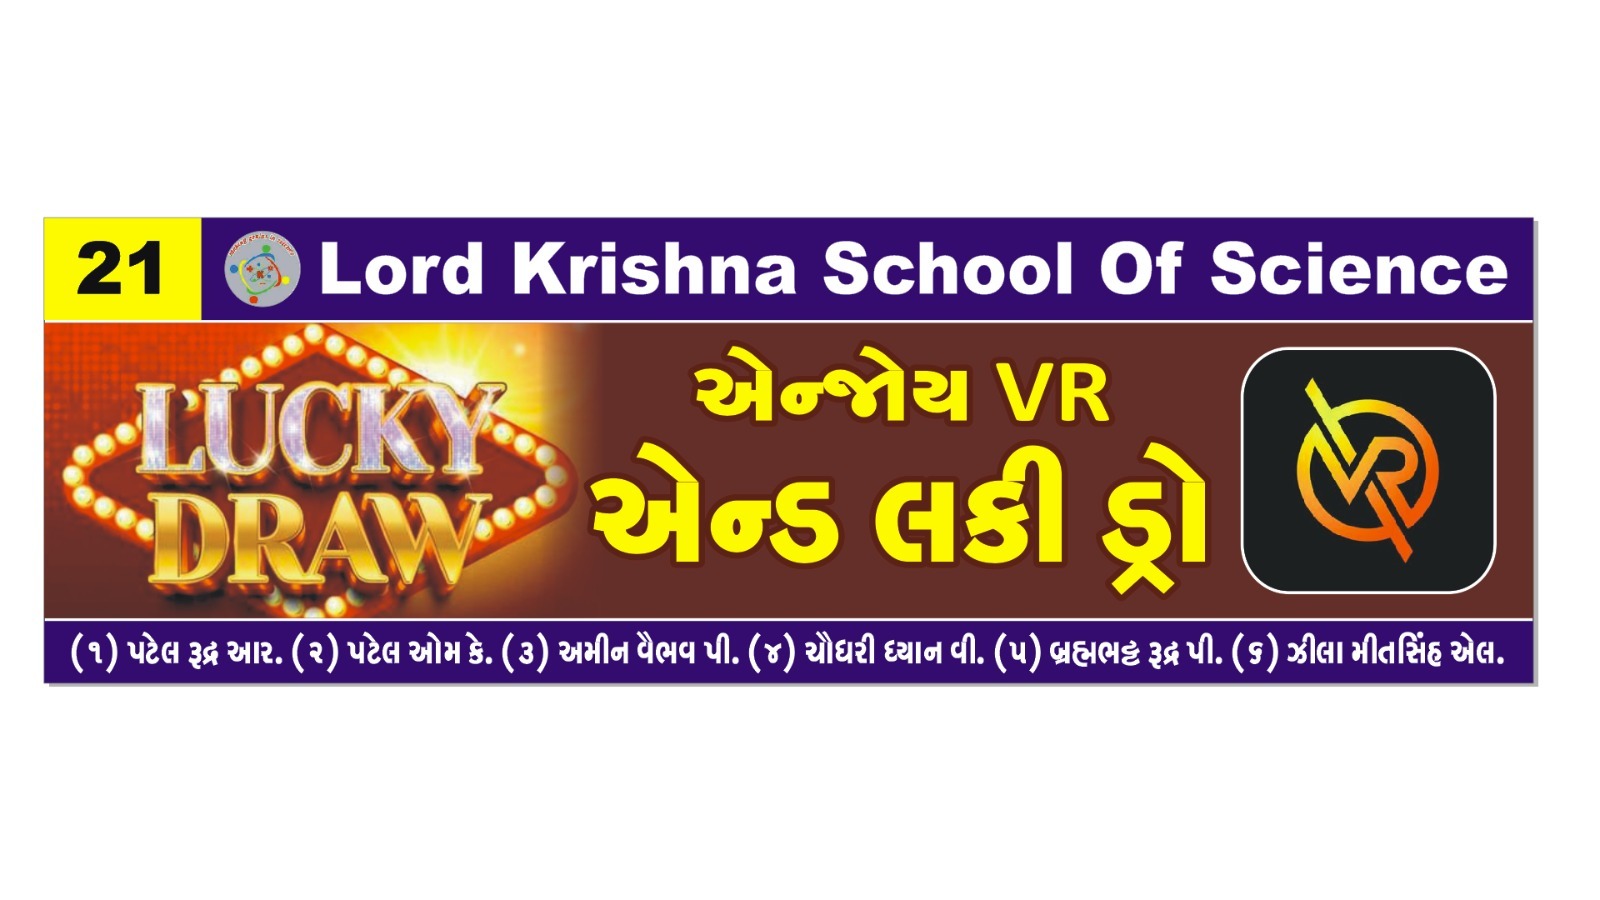 21 Lord Krishna School Of Science
LUCKY
DRAW
એન્જોય VR
એન્ડ લકી ડ્રો
VR
(૧) પટેલ રૂદ્ર આર. (૨) પટેલ ઓમ કે. (૩) અમીન વૈભવ પી. (૪) ચૌધરી ધ્યાન વી. (૫) બ્રહ્મભટ્ટ રૂદ્ર પી. (૬) ઝીલા મીતસિંહ એલ.